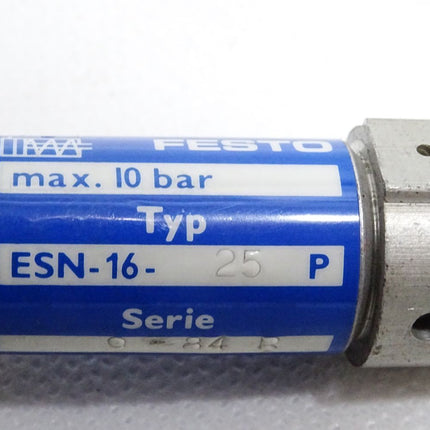 FESTO
max. 10 bar
Typ
ESN-16- 25 P
Serie